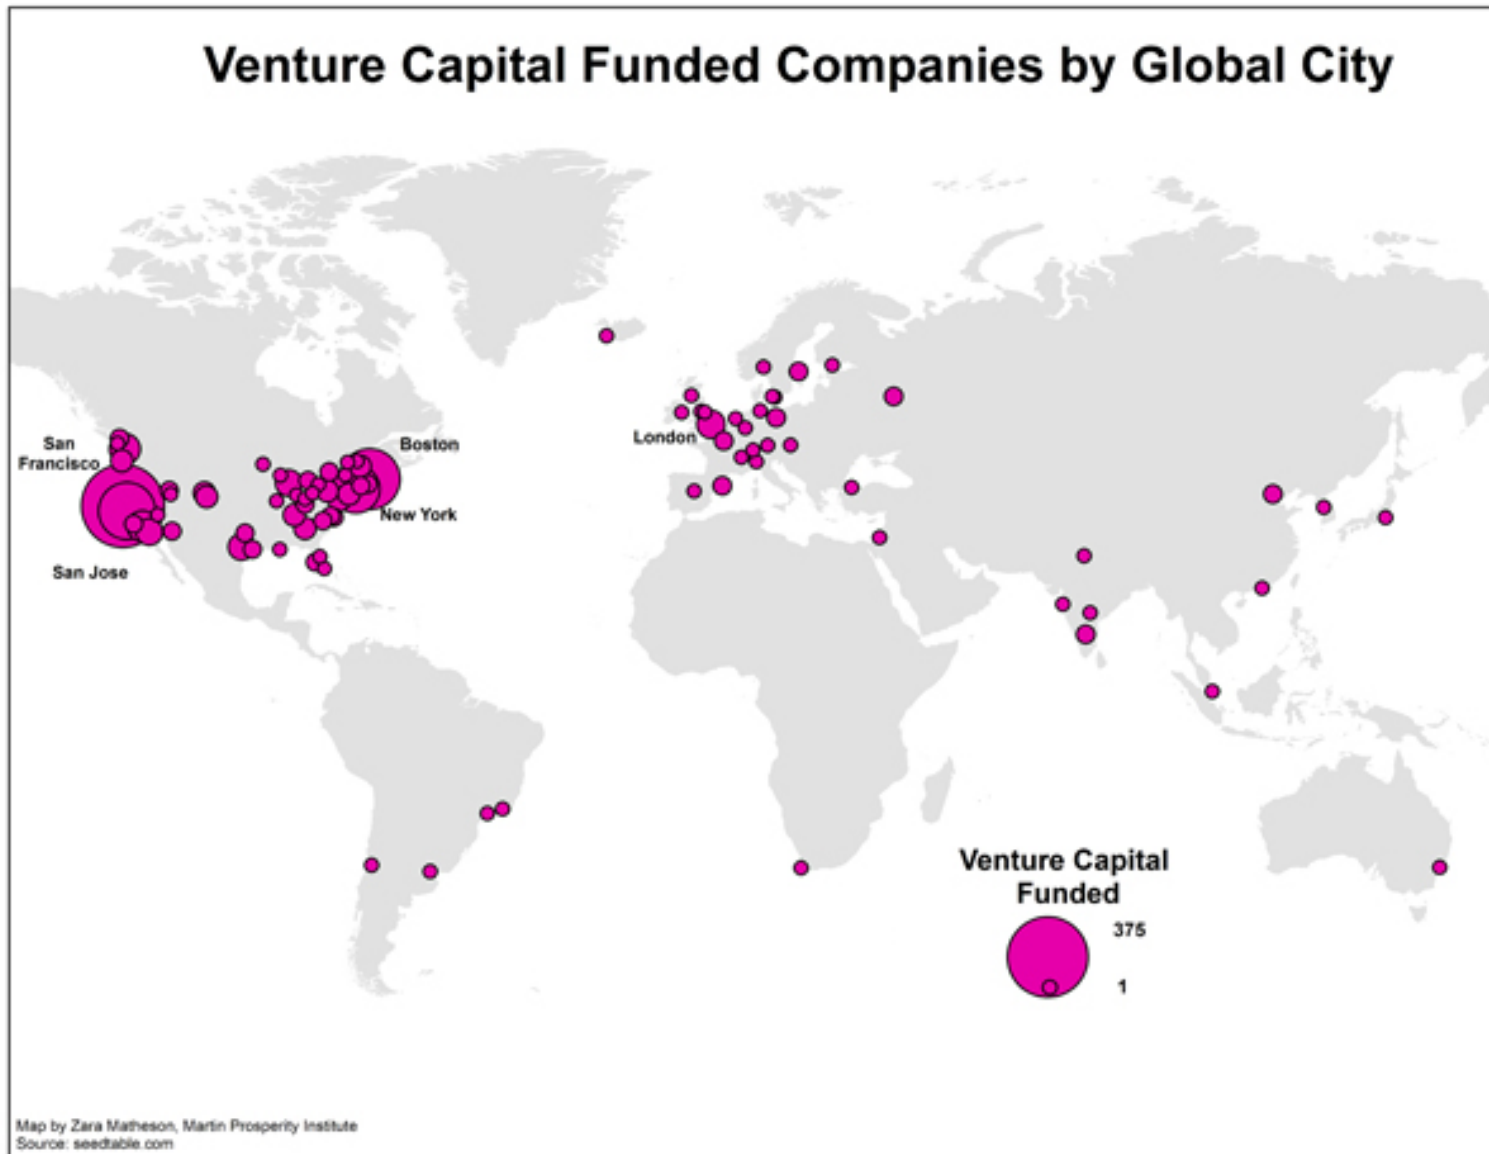 Venture Capital Funded Companies by Global City
San
Francisco
Boston
London
New York
San Jose
Venture Capital
Funded
375
1
Map by Zara Matheson, Martin Prosperity Institute
Source: seedtable.com